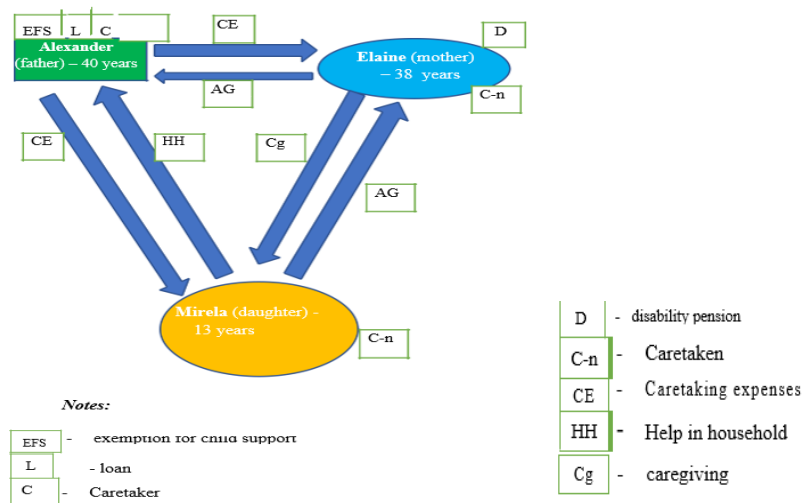 EFS L C
CE
Alexander
(father) – 40 years
D
Elaine (mother)
– 38 years
AG
C-n
CE
HH
Cg
AG
Mirela (daughter) -
13 years
C-n
D - disability pension
C-n - Caretaken
CE - Caretaking expenses
HH - Help in household
Cg - caregiving
Notes:
EFS - exemption for child support
L - loan
C - Caretaker